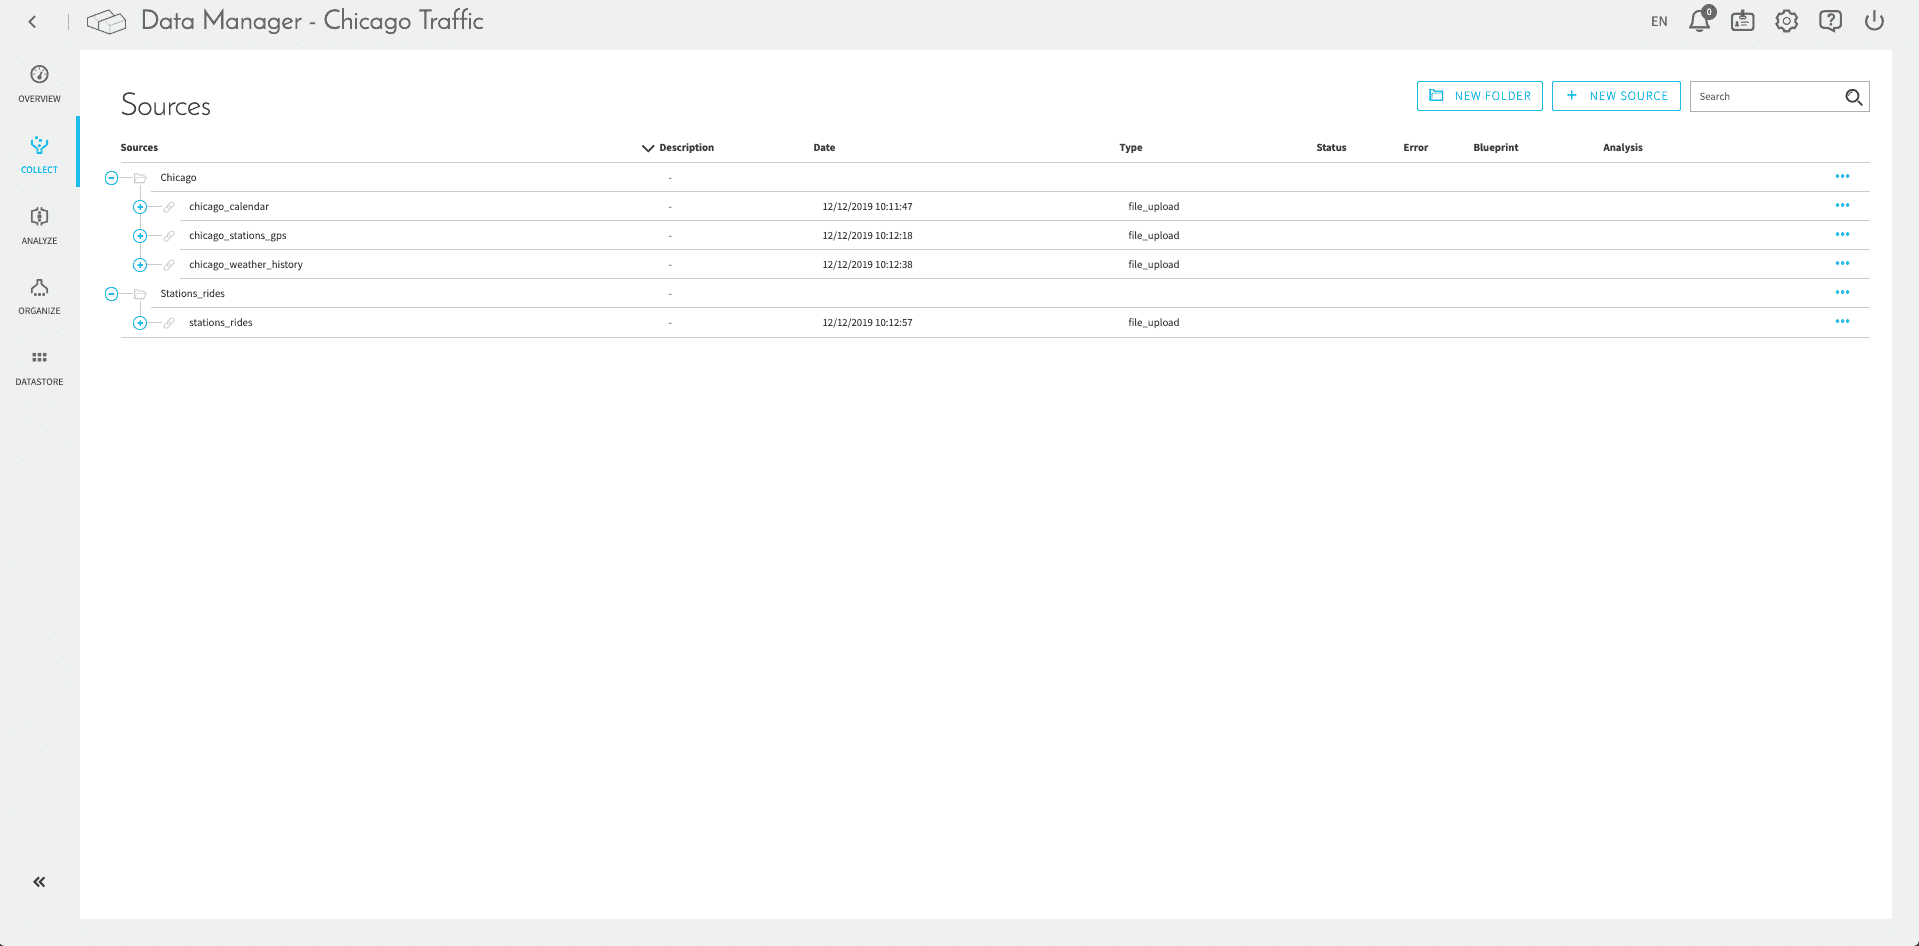 Data Manager - Chicago Traffic
EN
0
OVERVIEW
COLLECT
ANALYZE
ORGANIZE
DATASTORE
Sources
NEW FOLDER
+ NEW SOURCE
Search
Sources Description Date Type Status Error Blueprint Analysis
Chicago -
chicago_calendar - 12/12/2019 10:11:47 file_upload
chicago_stations_gps - 12/12/2019 10:12:18 file_upload
chicago_weather_history - 12/12/2019 10:12:38 file_upload
Stations_rides -
stations_rides - 12/12/2019 10:12:57 file_upload